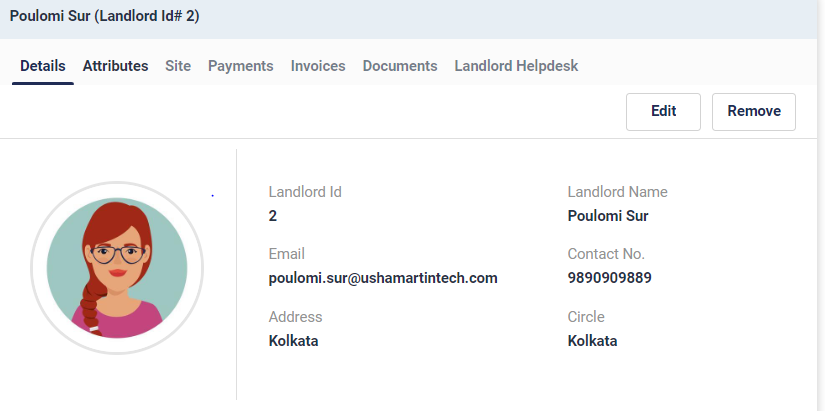 Poulomi Sur (Landlord Id# 2)
Details Attributes Site Payments Invoices Documents Landlord Helpdesk
Edit Remove
Landlord Id Landlord Name
2 Poulomi Sur
Email Contact No.
poulomi.sur@ushamartintech.com 9890909889
Address Circle
Kolkata Kolkata